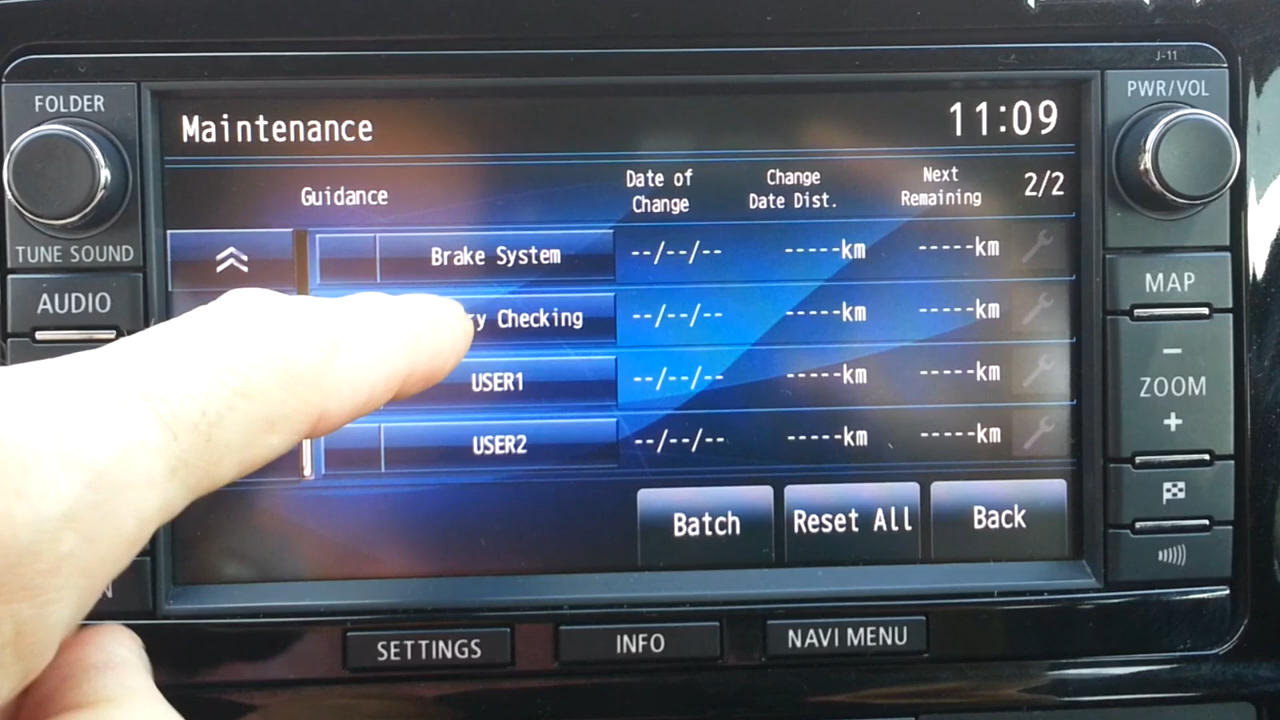 J-11
FOLDER
PWR/VOL
Maintenance
11:09
Guidance
Date of
Change
Change
Date Dist.
Next
Remaining
2/2
TUNE SOUND
AUDIO
Brake System
--/--/--
-----km
-----km
Checking
--/--/--
-----km
-----km
USER1
--/--/--
-----km
-----km
USER2
--/--/--
-----km
-----km
MAP
−
ZOOM
+
Batch
Reset All
Back
SETTINGS
INFO
NAVI MENU